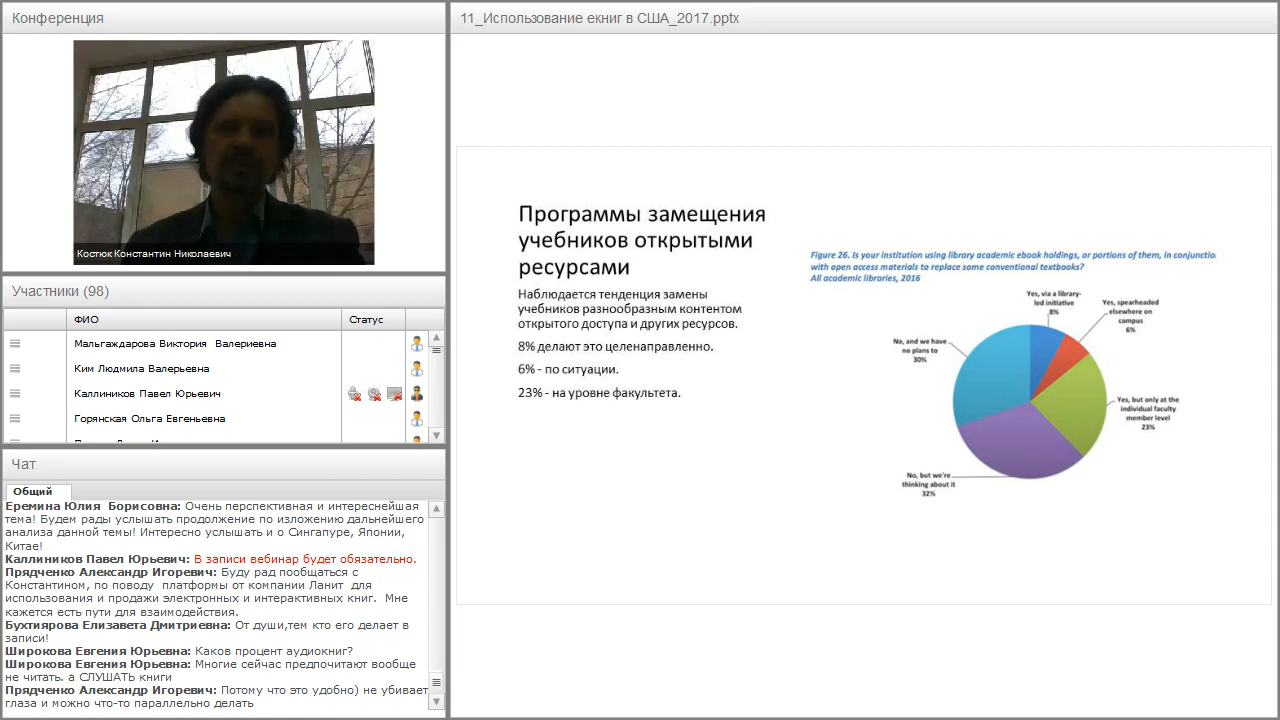 Конференция
Костюк Константин Николаевич
Участники (98)
ФИО
Статус
Мальгаждарова Виктория Валериевна
Ким Людмила Валерьевна
Каллиников Павел Юрьевич
Горянская Ольга Евгеньевна
Чат
Общий
Еремина Юлия Борисовна: Очень перспективная и интереснейшая
тема! Будем рады услышать продолжение по изложению дальнейшего
анализа данной темы! Интересно услышать и о Сингапуре, Японии,
Китае!
Каллиников Павел Юрьевич: В записи вебинар будет обязательно.
Прядченко Александр Игоревич: Буду рад пообщаться с
Константином, по поводу платформы от компании Ланит для
использования и продажи электронных и интерактивных книг. Мне
кажется есть пути для взаимодействия.
Бухтиярова Елизавета Дмитриевна: От души,тем кто его делает в
записи!
Широкова Евгения Юрьевна: Каков процент аудиокниг?
Широкова Евгения Юрьевна: Многие сейчас предпочитают вообще
не читать. а СЛУШАТЬ книги
Прядченко Александр Игоревич: Потому что это удобно) не убивает
глаза и можно что-то параллельно делать
11_Использование екниг в США_2017.pptx
Программы замещения
учебников открытыми
ресурсами
Наблюдается тенденция замены
учебников разнообразным контентом
открытого доступа и других ресурсов.
8% делают это целенаправленно.
6% - по ситуации.
23% - на уровне факультета.
Figure 26. Is your institution using library academic ebook holdings, or portions of them, in conjunctio
with open access materials to replace some conventional textbooks?
All academic libraries, 2016
Yes, via a library-
led initiative
8%
Yes, spearheaded
elsewhere on
campus
6%
Yes, but only at the
individual faculty
member level
23%
No, but we're
thinking about it
32%
No, and we have
no plans to
30%